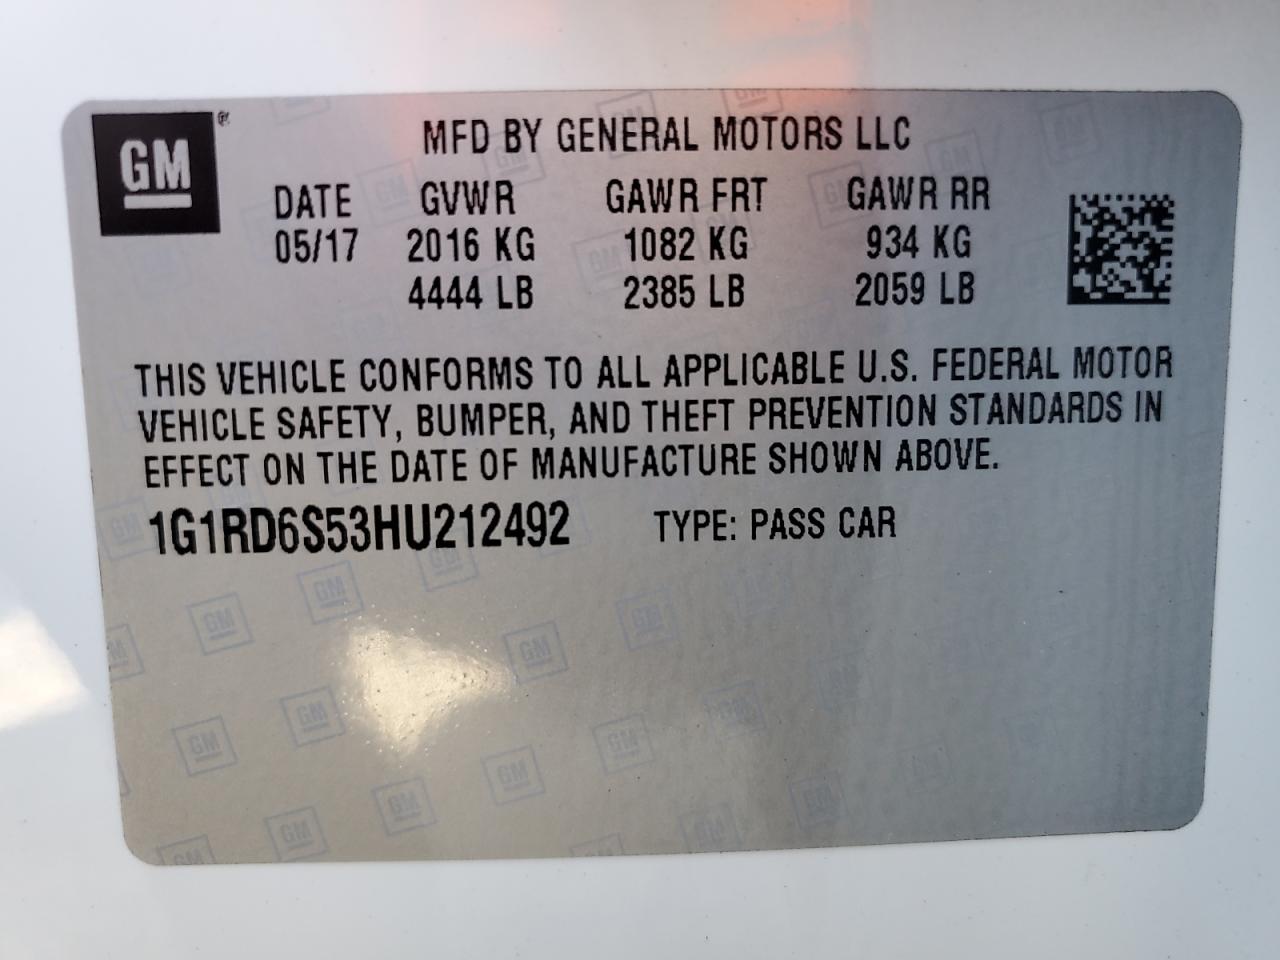 GM ®
MFD BY GENERAL MOTORS LLC
DATE GVWR GAWR FRT GAWR RR
05/17 2016 KG 1082 KG 934 KG
4444 LB 2385 LB 2059 LB
THIS VEHICLE CONFORMS TO ALL APPLICABLE U.S. FEDERAL MOTOR
VEHICLE SAFETY, BUMPER, AND THEFT PREVENTION STANDARDS IN
EFFECT ON THE DATE OF MANUFACTURE SHOWN ABOVE.
1G1RD6S53HU212492 TYPE: PASS CAR